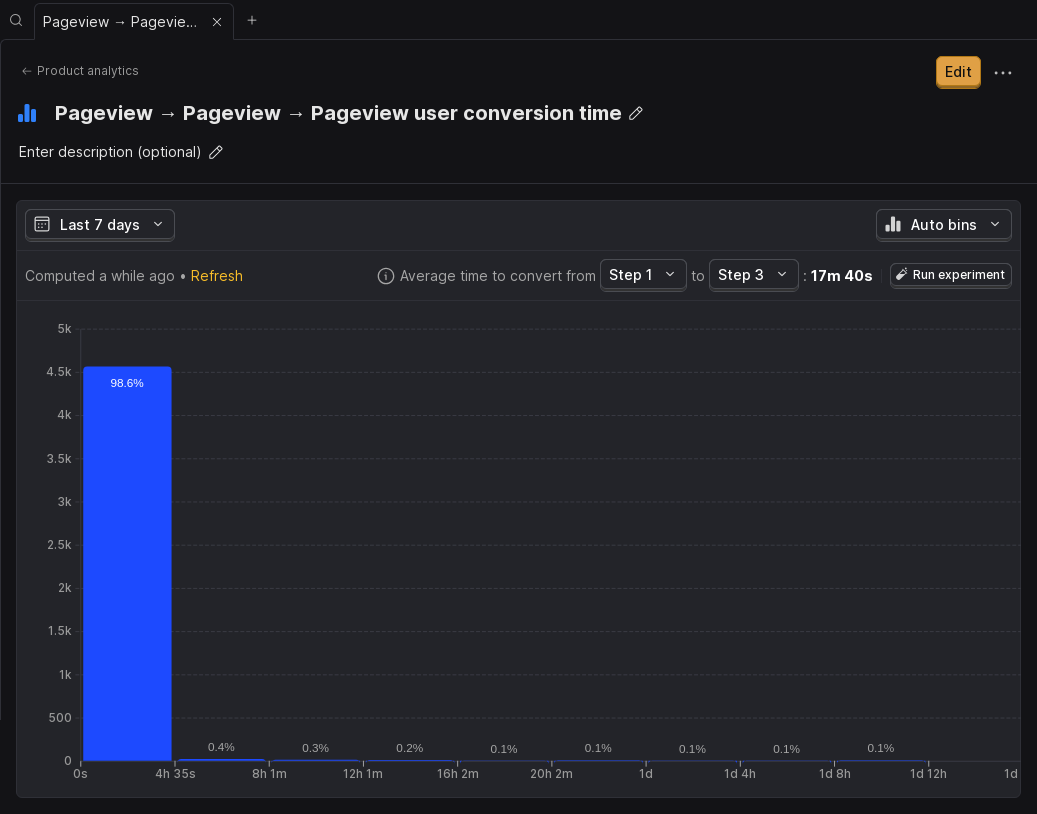 Pageview → Pagevie...
Product analytics
Edit
Pageview → Pageview → Pageview user conversion time
Enter description (optional)
Last 7 days
Auto bins
Computed a while ago • Refresh
Average time to convert from Step 1 to Step 3 : 17m 40s
Run experiment
5k
4.5k
4k
3.5k
3k
2.5k
2k
1.5k
1k
500
0
98.6%
0.4%
0.3%
0.2%
0.1%
0.1%
0.1%
0.1%
0.1%
0s
4h 35s
8h 1m
12h 1m
16h 2m
20h 2m
1d
1d 4h
1d 8h
1d 12h
1d